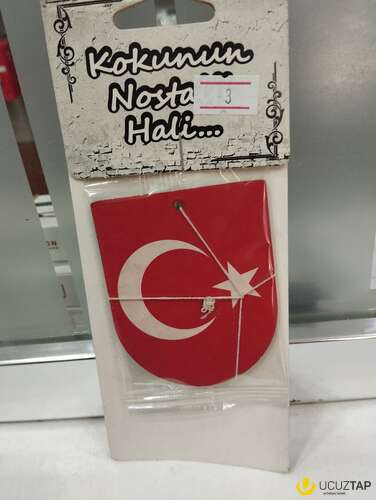 Kokunun
Hali...
3
UCUZTAP